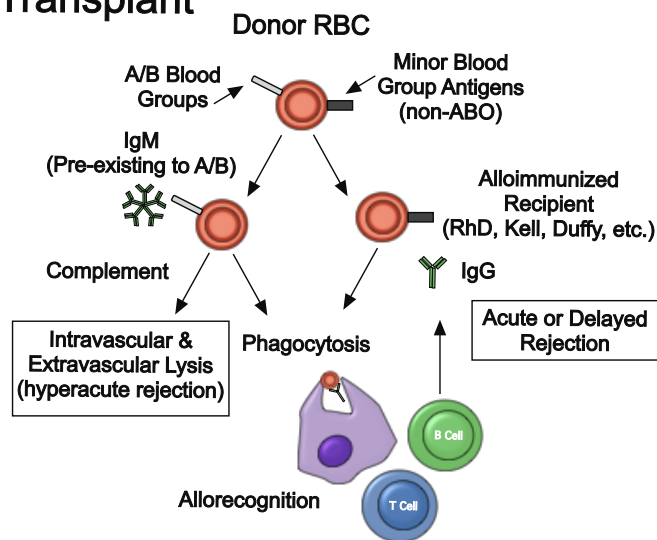 Transplant
Donor RBC
A/B Blood
Groups
Minor Blood
Group Antigens
(non-ABO)
IgM
(Pre-existing to A/B)
Alloimmunized
Recipient
(RhD, Kell, Duffy, etc.)
IgG
Complement
Intravascular &
Extravascular Lysis
(hyperacute rejection)
Phagocytosis
Acute or Delayed
Rejection
B Cell
T Cell
Allorecognition